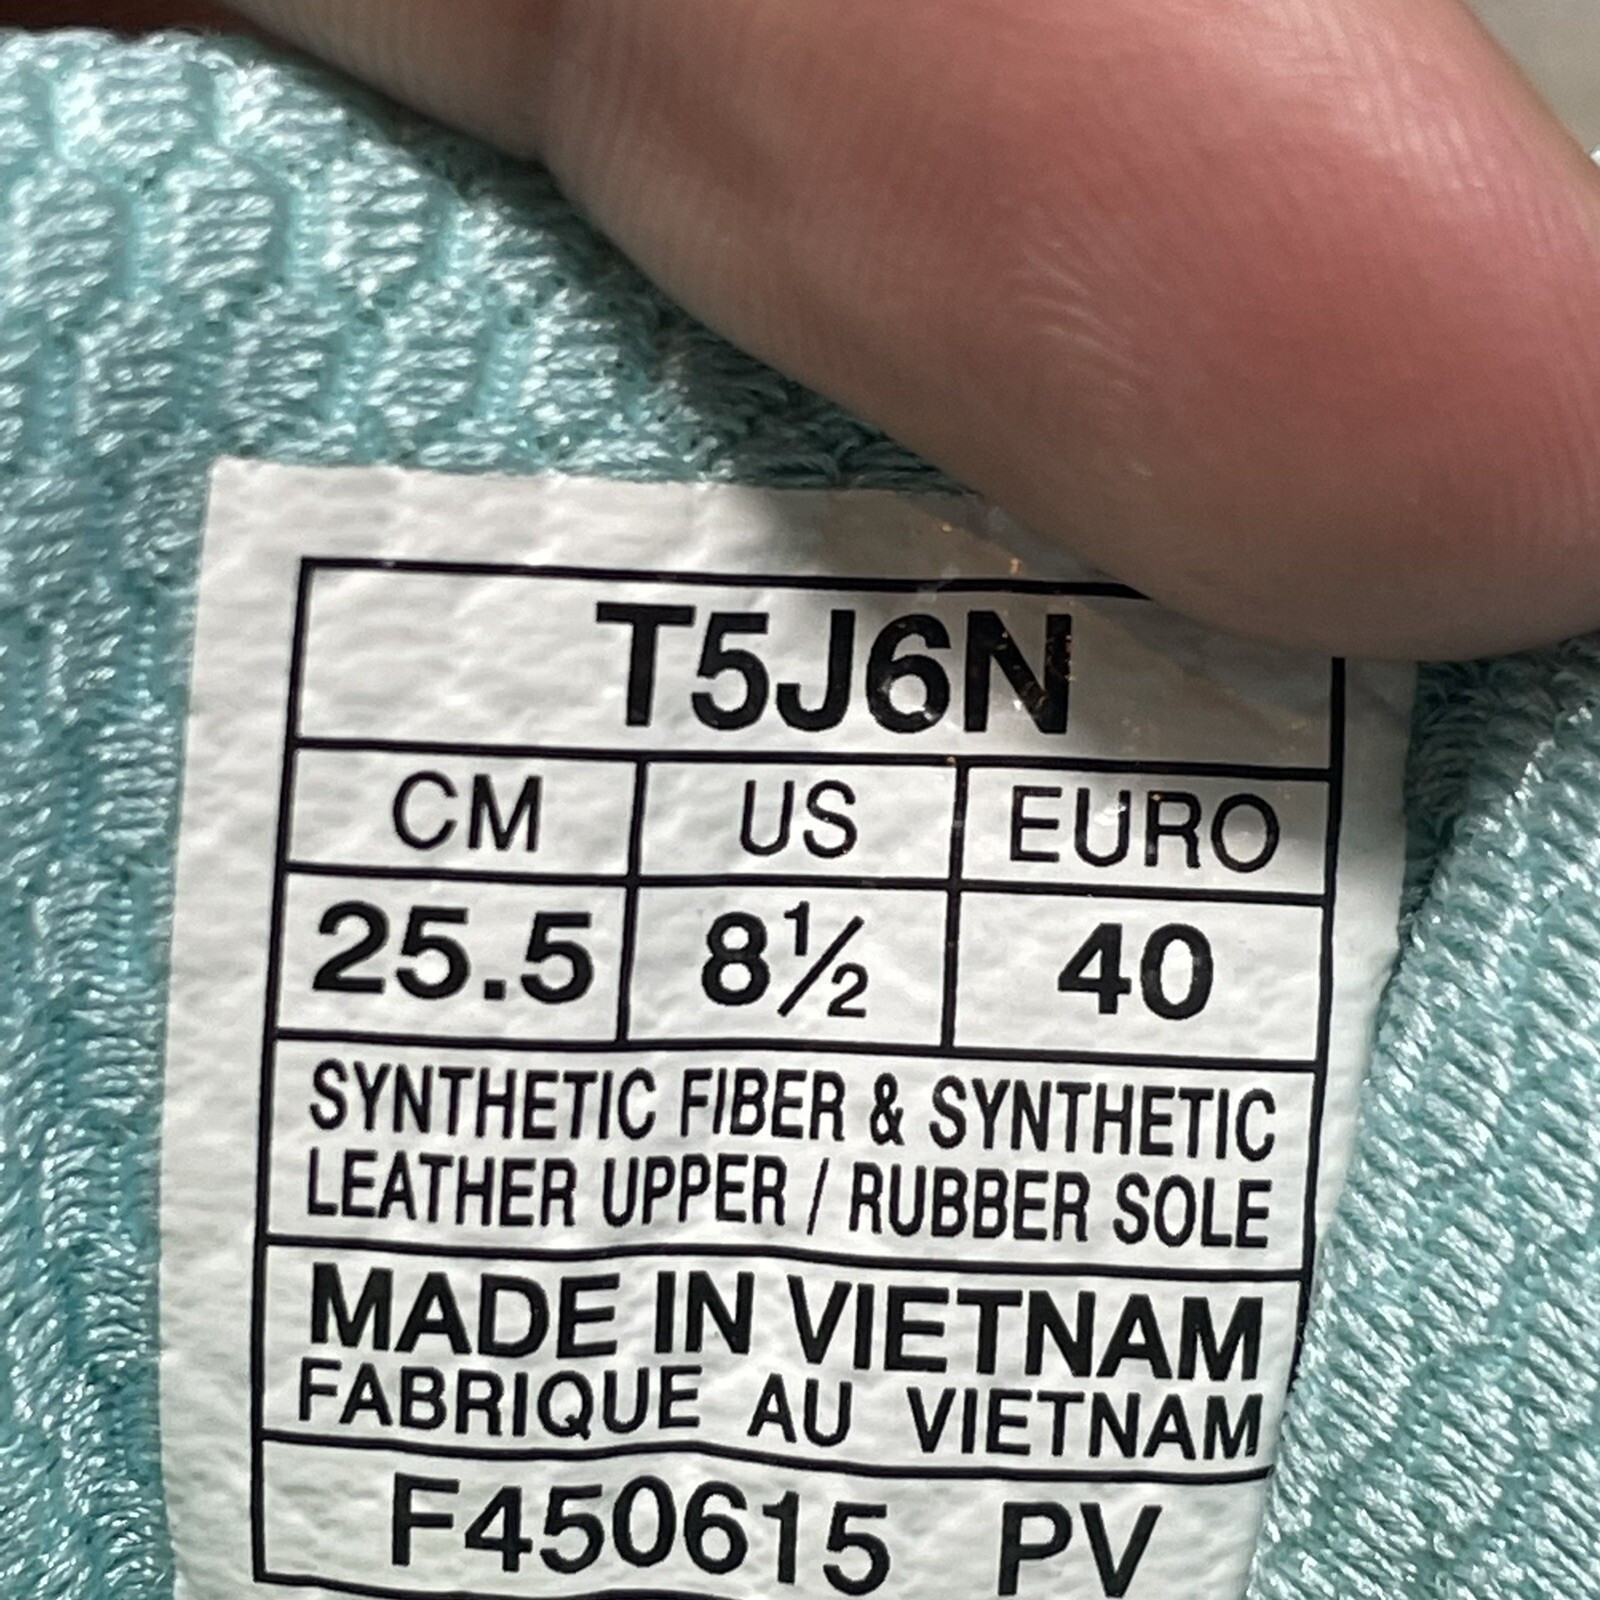 T5J6N
CM US EURO
25.5 8½ 40
SYNTHETIC FIBER & SYNTHETIC
LEATHER UPPER / RUBBER SOLE
MADE IN VIETNAM
FABRIQUE AU VIETNAM
F450615 PV